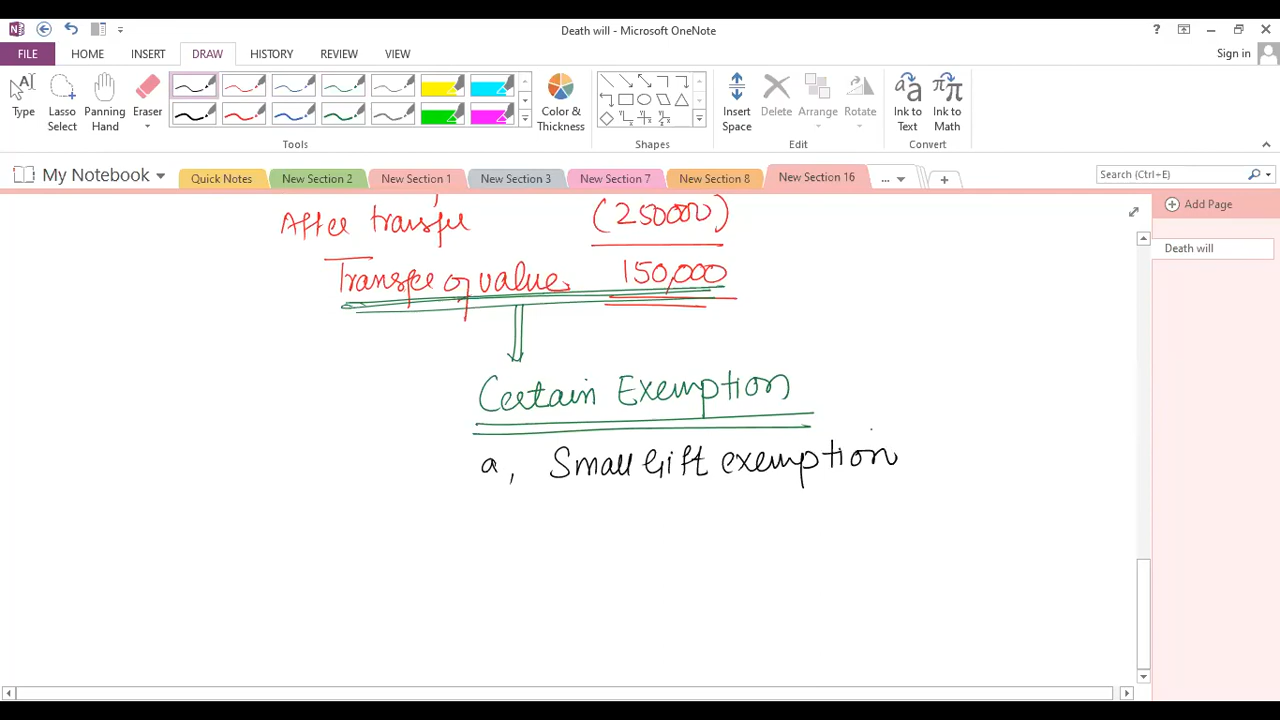 Death will - Microsoft OneNote
FILE HOME INSERT DRAW HISTORY REVIEW VIEW Sign in
Type Lasso Select Panning Hand Eraser Color & Thickness Insert Space Delete Arrange Rotate Ink to Text Ink to Math
Tools Shapes Edit Convert
My Notebook Quick Notes New Section 2 New Section 1 New Section 3 New Section 7 New Section 8 New Section 16 ... Search (Ctrl+E)
Add Page
Death will
After transfer (250000)
Transfer of value 150,000
Certain Exemption
a, Small Gift exemption